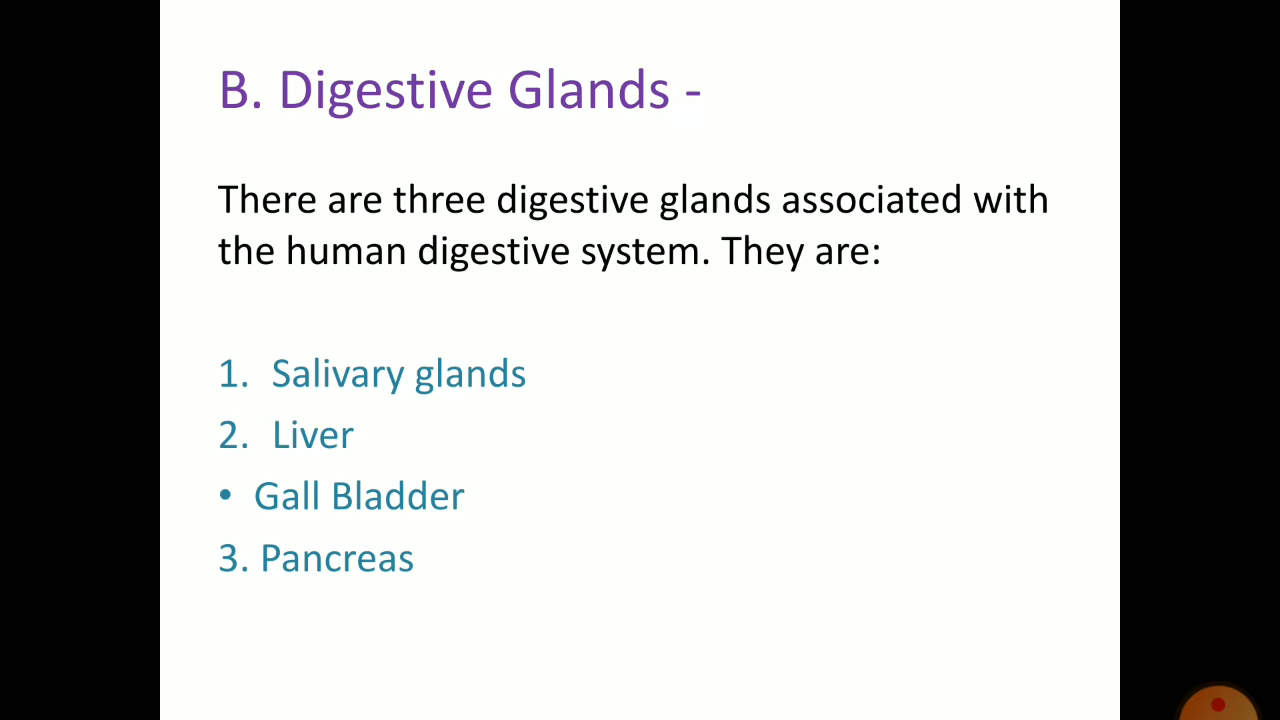 B. Digestive Glands -
There are three digestive glands associated with
the human digestive system. They are:
1. Salivary glands
2. Liver
• Gall Bladder
3. Pancreas